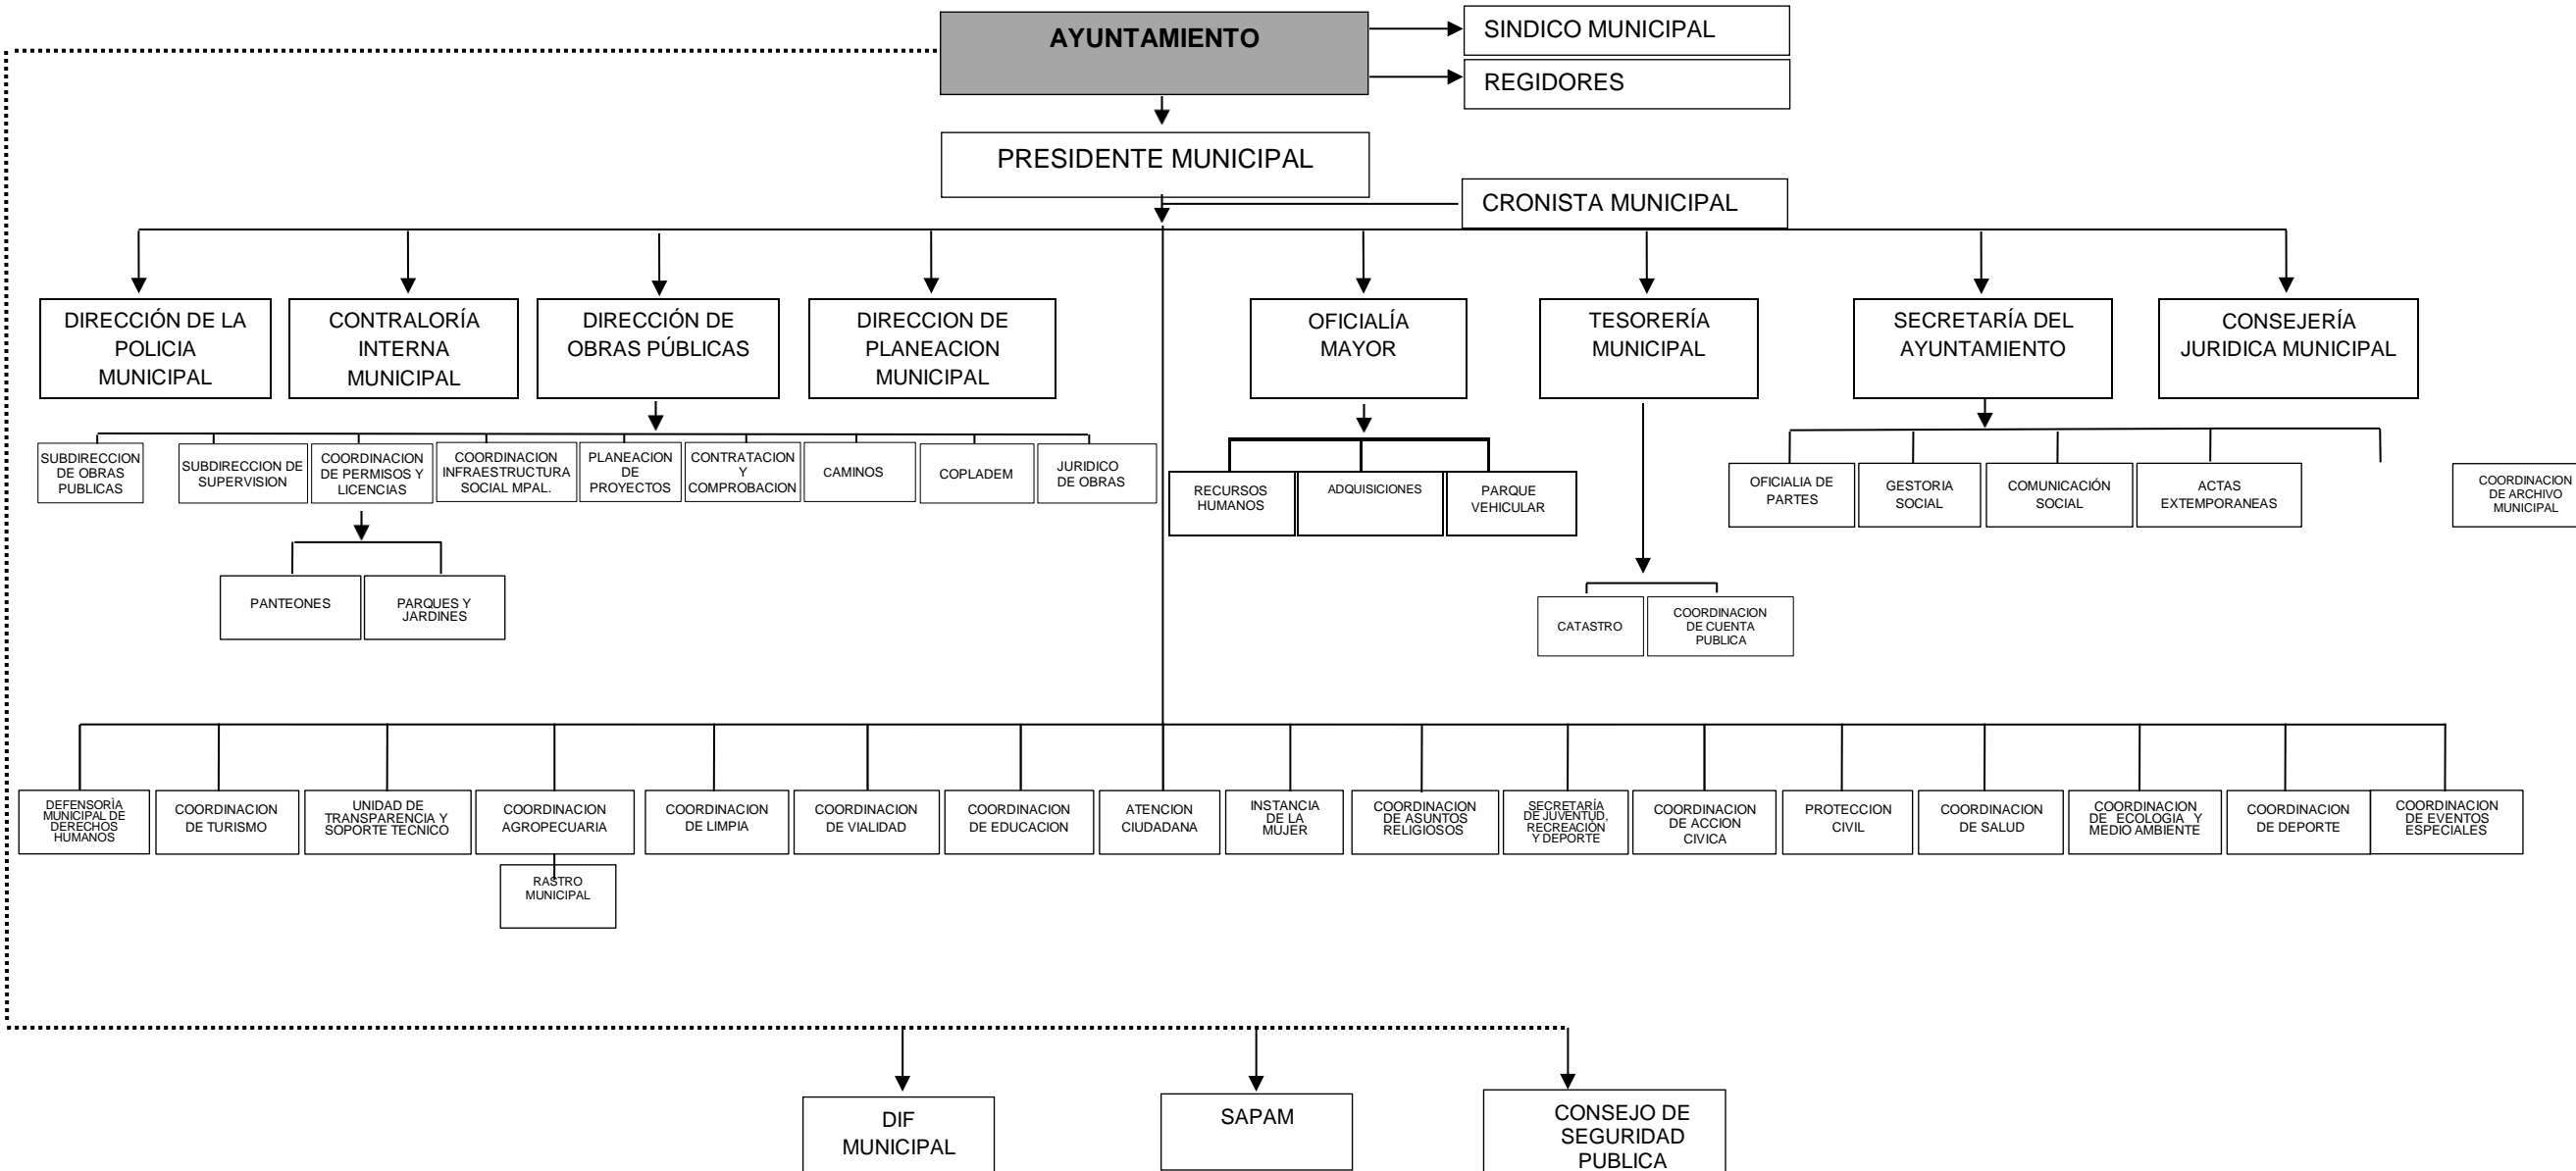 AYUNTAMIENTO
SINDICO MUNICIPAL
REGIDORES
PRESIDENTE MUNICIPAL
CRONISTA MUNICIPAL
DIRECCIÓN DE LA
POLICIA
MUNICIPAL
CONTRALORÍA
INTERNA
MUNICIPAL
DIRECCIÓN DE
OBRAS PÚBLICAS
DIRECCION DE
PLANEACION
MUNICIPAL
OFICIALÍA
MAYOR
TESORERÍA
MUNICIPAL
SECRETARÍA DEL
AYUNTAMIENTO
CONSEJERÍA
JURIDICA MUNICIPAL
SUBDIRECCION
DE OBRAS
PUBLICAS
SUBDIRECCION DE
SUPERVISION
COORDINACION
DE PERMISOS Y
LICENCIAS
COORDINACION
INFRAESTRUCTURA
SOCIAL MPAL.
PLANEACION
DE
PROYECTOS
CONTRATACION
Y
COMPROBACION
CAMINOS
COPLADEM
JURIDICO
DE OBRAS
RECURSOS
HUMANOS
ADQUISICIONES
PARQUE
VEHICULAR
OFICIALIA DE
PARTES
GESTORIA
SOCIAL
COMUNICACIÓN
SOCIAL
ACTAS
EXTEMPORANEAS
COORDINACION
DE ARCHIVO
MUNICIPAL
PANTEONES
PARQUES Y
JARDINES
CATASTRO
COORDINACION
DE CUENTA
PUBLICA
DEFENSORÌA
MUNICIPAL DE
DERECHOS
HUMANOS
COORDINACION
DE TURISMO
UNIDAD DE
TRANSPARENCIA Y
SOPORTE TECNICO
COORDINACION
AGROPECUARIA
COORDINACION
DE LIMPIA
COORDINACION
DE VIALIDAD
COORDINACION
DE EDUCACION
ATENCION
CIUDADANA
INSTANCIA
DE LA
MUJER
COORDINACION
DE ASUNTOS
RELIGIOSOS
SECRETARÍA
DE JUVENTUD,
RECREACIÓN
Y DEPORTE
COORDINACION
DE ACCION
CIVICA
PROTECCION
CIVIL
COORDINACION
DE SALUD
COORDINACION
DE ECOLOGIA Y
MEDIO AMBIENTE
COORDINACION
DE DEPORTE
COORDINACION
DE EVENTOS
ESPECIALES
RASTRO
MUNICIPAL
DIF
MUNICIPAL
SAPAM
CONSEJO DE
SEGURIDAD
PUBLICA